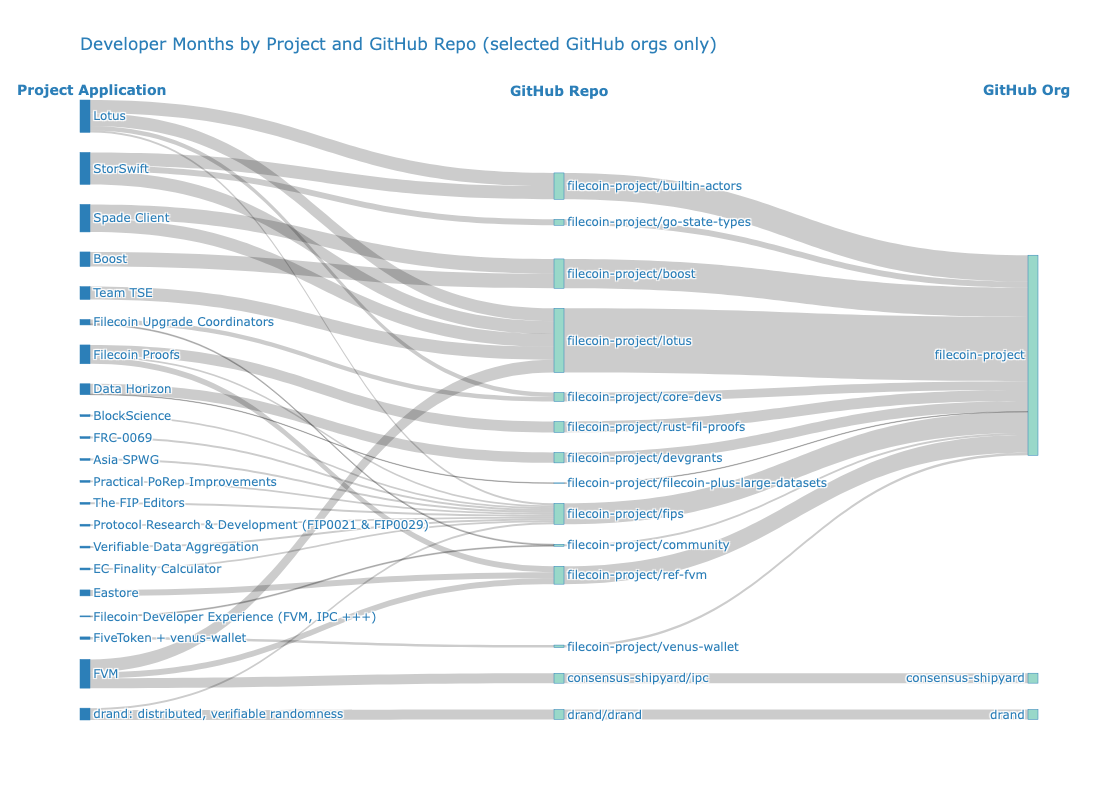 Developer Months by Project and GitHub Repo (selected GitHub orgs only)
Project Application
GitHub Repo
GitHub Org
Lotus
StorSwift
Spade Client
Boost
Team TSE
Filecoin Upgrade Coordinators
Filecoin Proofs
Data Horizon
BlockScience
FRC-0069
Asia SPWG
Practical PoRep Improvements
The FIP Editors
Protocol Research & Development (FIP0021 & FIP0029)
Verifiable Data Aggregation
EC Finality Calculator
Eastore
Filecoin Developer Experience (FVM, IPC +++)
FiveToken + venus-wallet
FVM
drand: distributed, verifiable randomness
filecoin-project/builtin-actors
filecoin-project/go-state-types
filecoin-project/boost
filecoin-project/lotus
filecoin-project/core-devs
filecoin-project/rust-fil-proofs
filecoin-project/devgrants
filecoin-project/filecoin-plus-large-datasets
filecoin-project/fips
filecoin-project/community
filecoin-project/ref-fvm
filecoin-project/venus-wallet
consensus-shipyard/ipc
drand/drand
filecoin-project
consensus-shipyard
drand